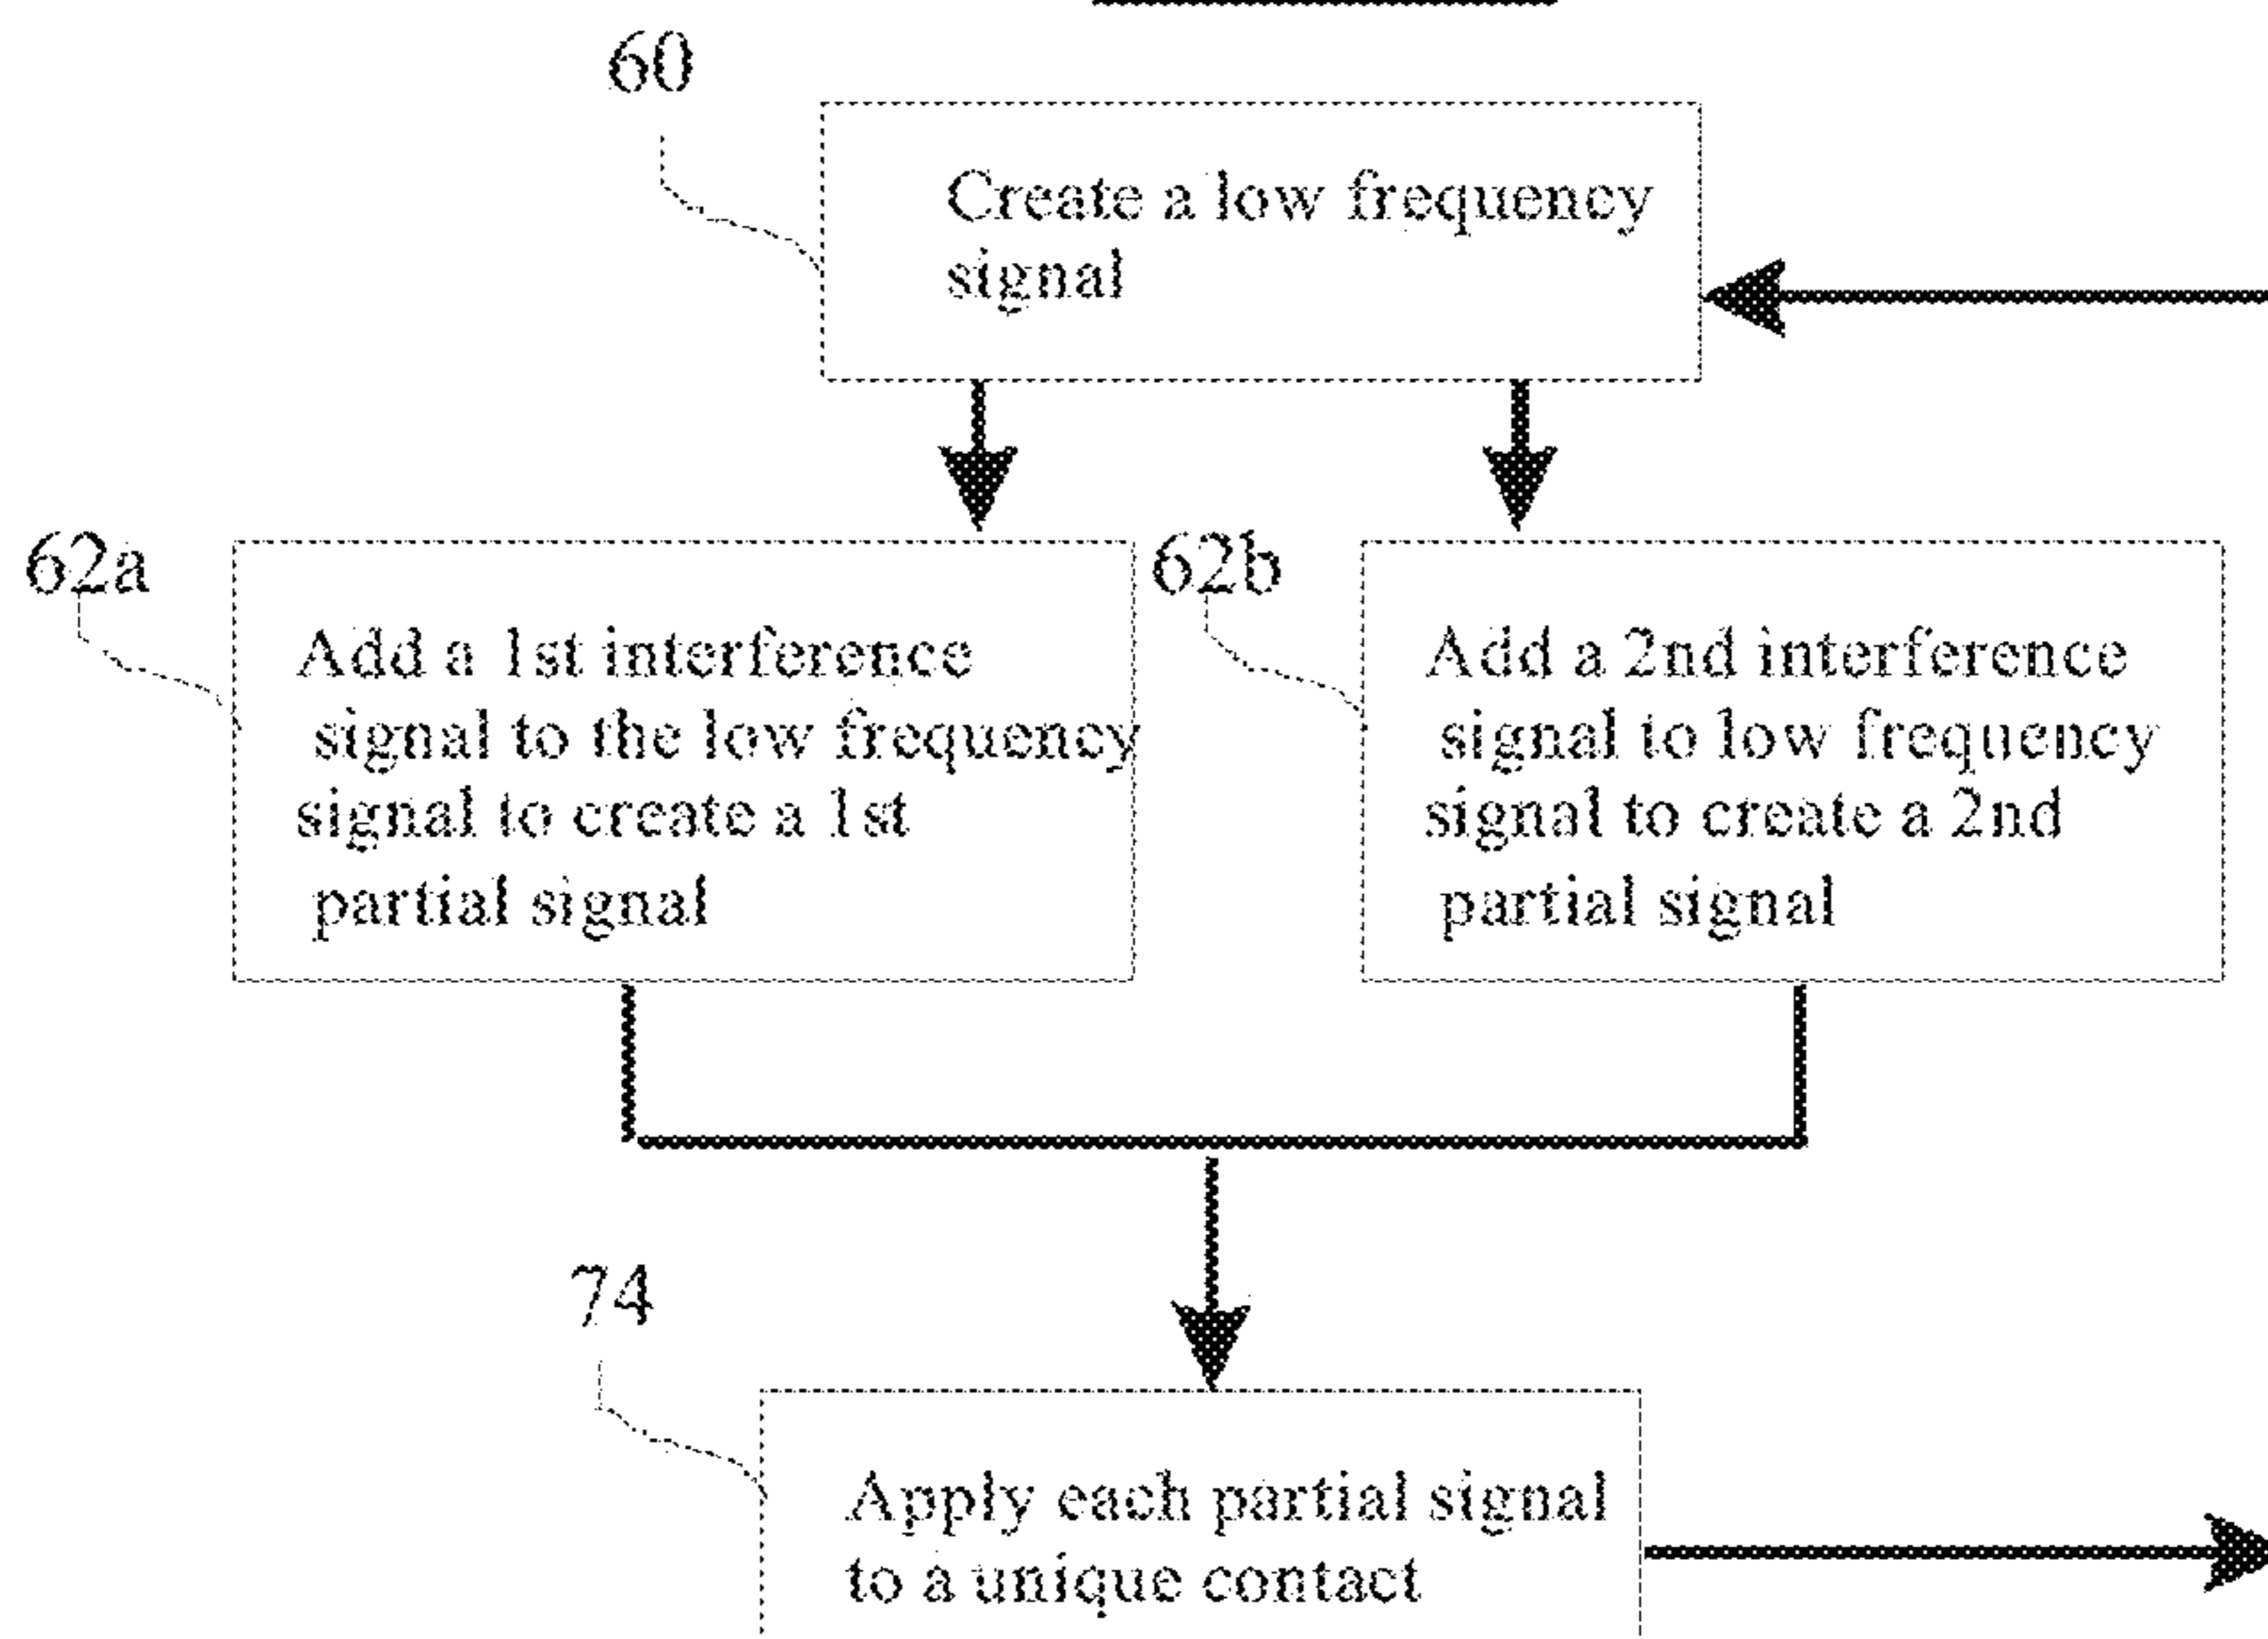 60
Create a low frequency
signal
62a
Add a 1st interference
signal to the low frequency
signal to create a 1st
partial signal
62b
Add a 2nd interference
signal to low frequency
signal to create a 2nd
partial signal
74
Apply each partial signal
to a unique contact